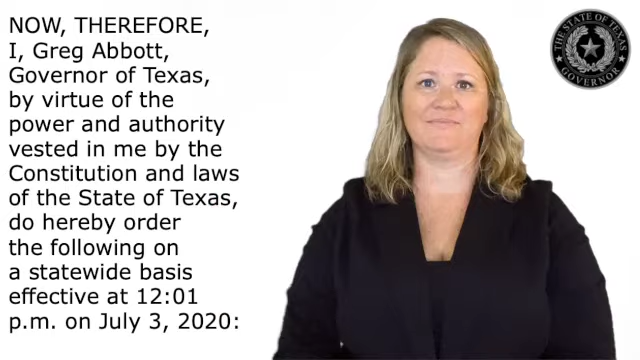 NOW, THEREFORE,
I, Greg Abbott,
Governor of Texas,
by virtue of the
power and authority
vested in me by the
Constitution and laws
of the State of Texas,
do hereby order
the following on
a statewide basis
effective at 12:01
p.m. on July 3, 2020:
THE STATE OF TEXAS
GOVERNOR